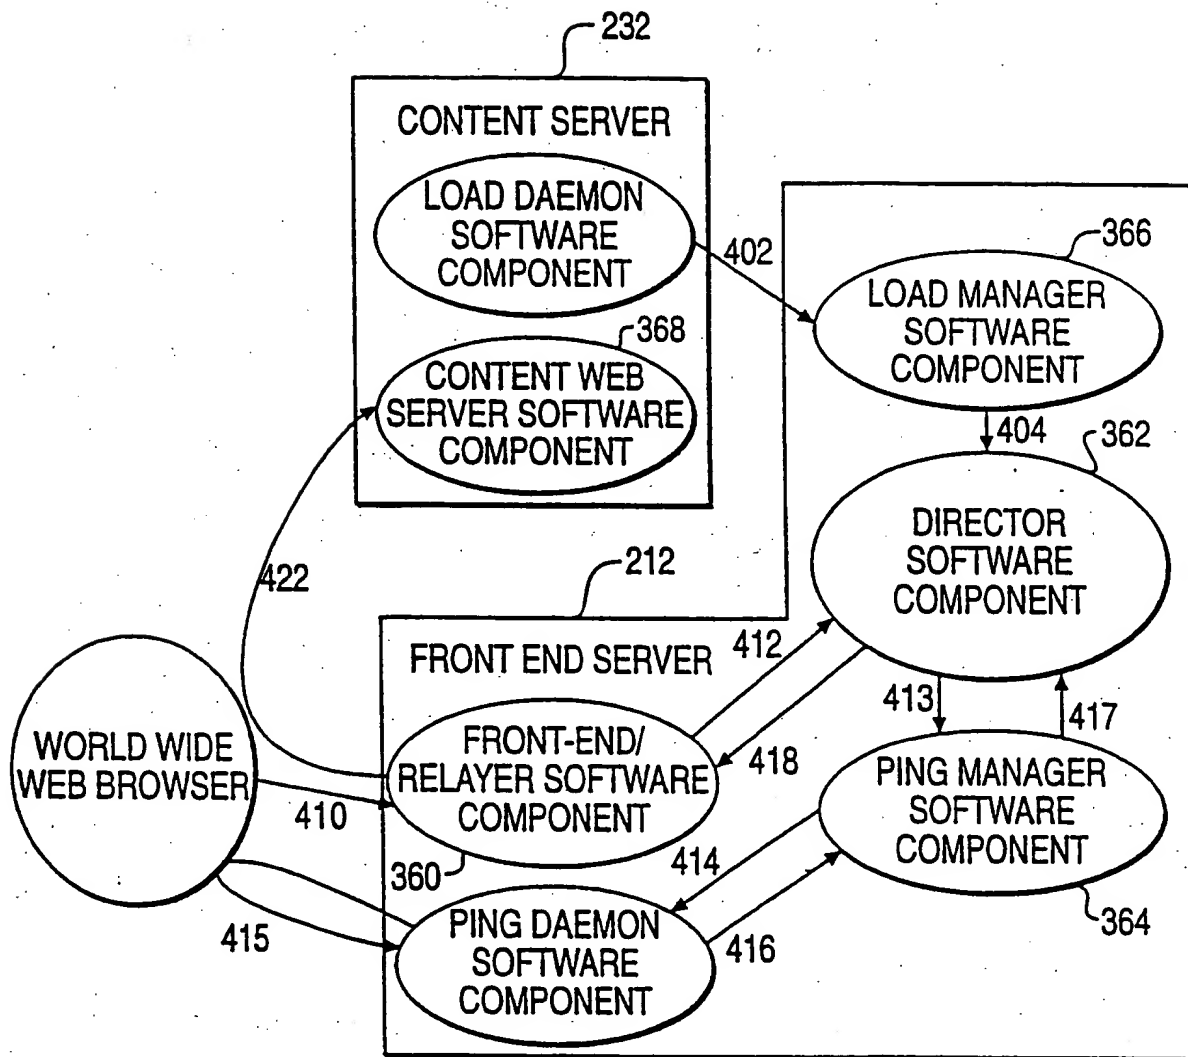 232
CONTENT SERVER
LOAD DAEMON
SOFTWARE
COMPONENT
402
366
LOAD MANAGER
SOFTWARE
COMPONENT
368
CONTENT WEB
SERVER SOFTWARE
COMPONENT
404
362
DIRECTOR
SOFTWARE
COMPONENT
422
212
FRONT END SERVER
412
413
417
WORLD WIDE
WEB BROWSER
FRONT-END/
RELAYER SOFTWARE
COMPONENT
418
PING MANAGER
SOFTWARE
COMPONENT
410
360
414
364
415
PING DAEMON
SOFTWARE
COMPONENT
416